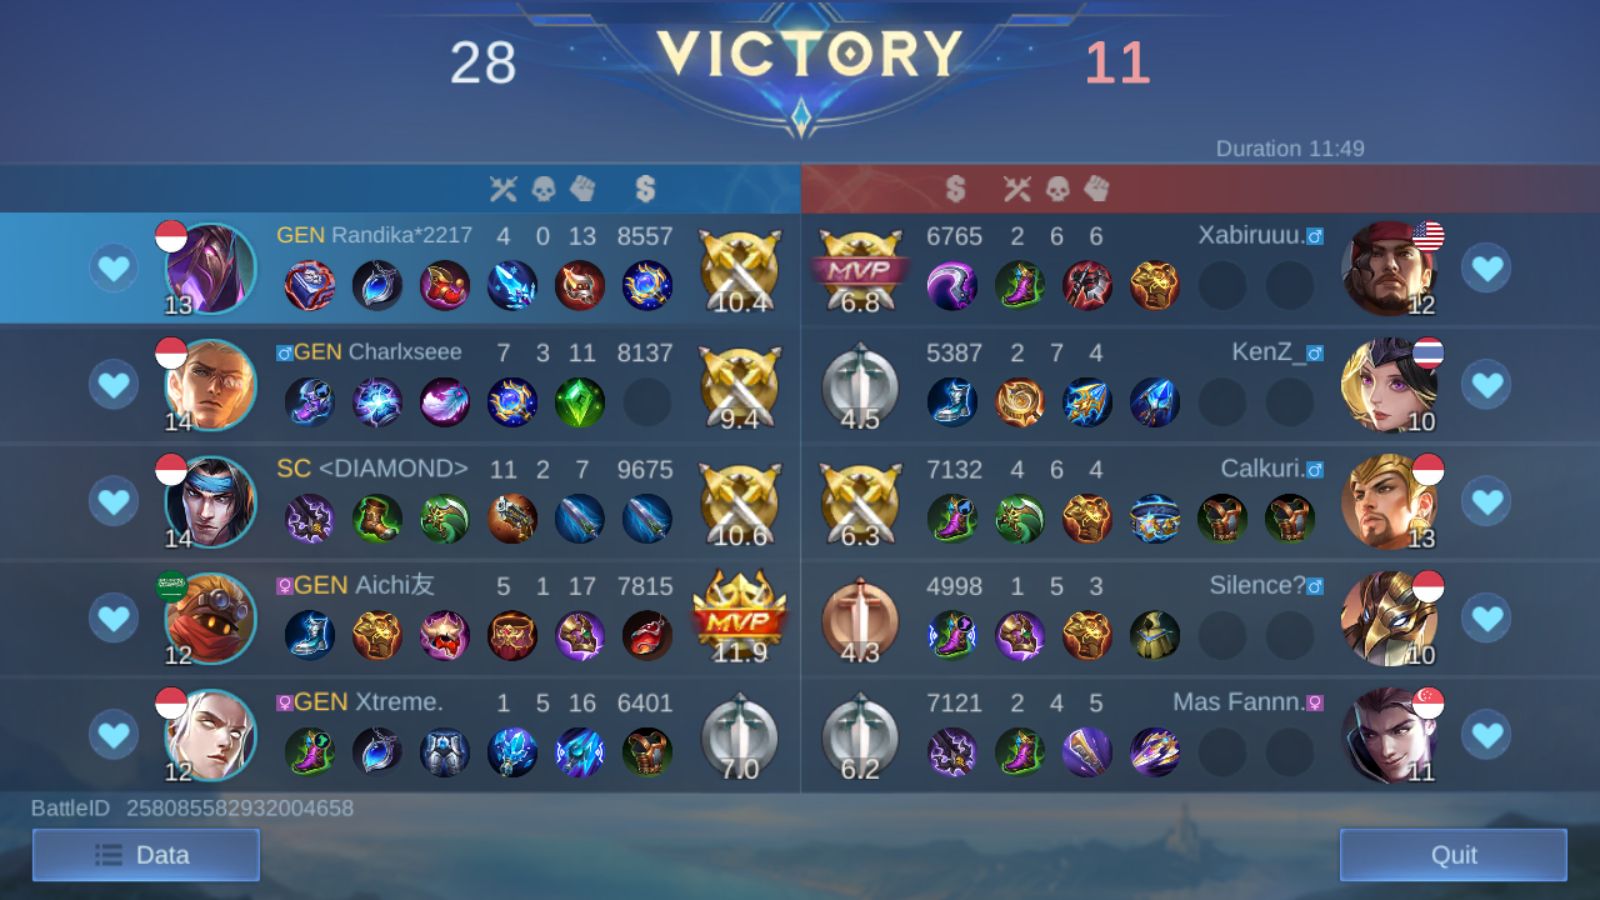 28 VICTORY 11
Duration 11:49
GEN Randika*2217 4 0 13 8557
13 10.4
MVP 6.8 6765 2 6 6 Xabiruuu.♂
12
♂GEN Charlxseee 7 3 11 8137
14 9.4
4.5 5387 2 7 4 KenZ_♂
10
SC <DIAMOND> 11 2 7 9675
14 10.6
6.3 7132 4 6 4 Calkuri.♂
13
♀GEN Aichi友 5 1 17 7815
12 MVP 11.9
4.3 4998 1 5 3 Silence?♂
10
♀GEN Xtreme. 1 5 16 6401
12 7.0
6.2 7121 2 4 5 Mas Fannn.♀
11
BattleID 258085582932004658
Data
Quit